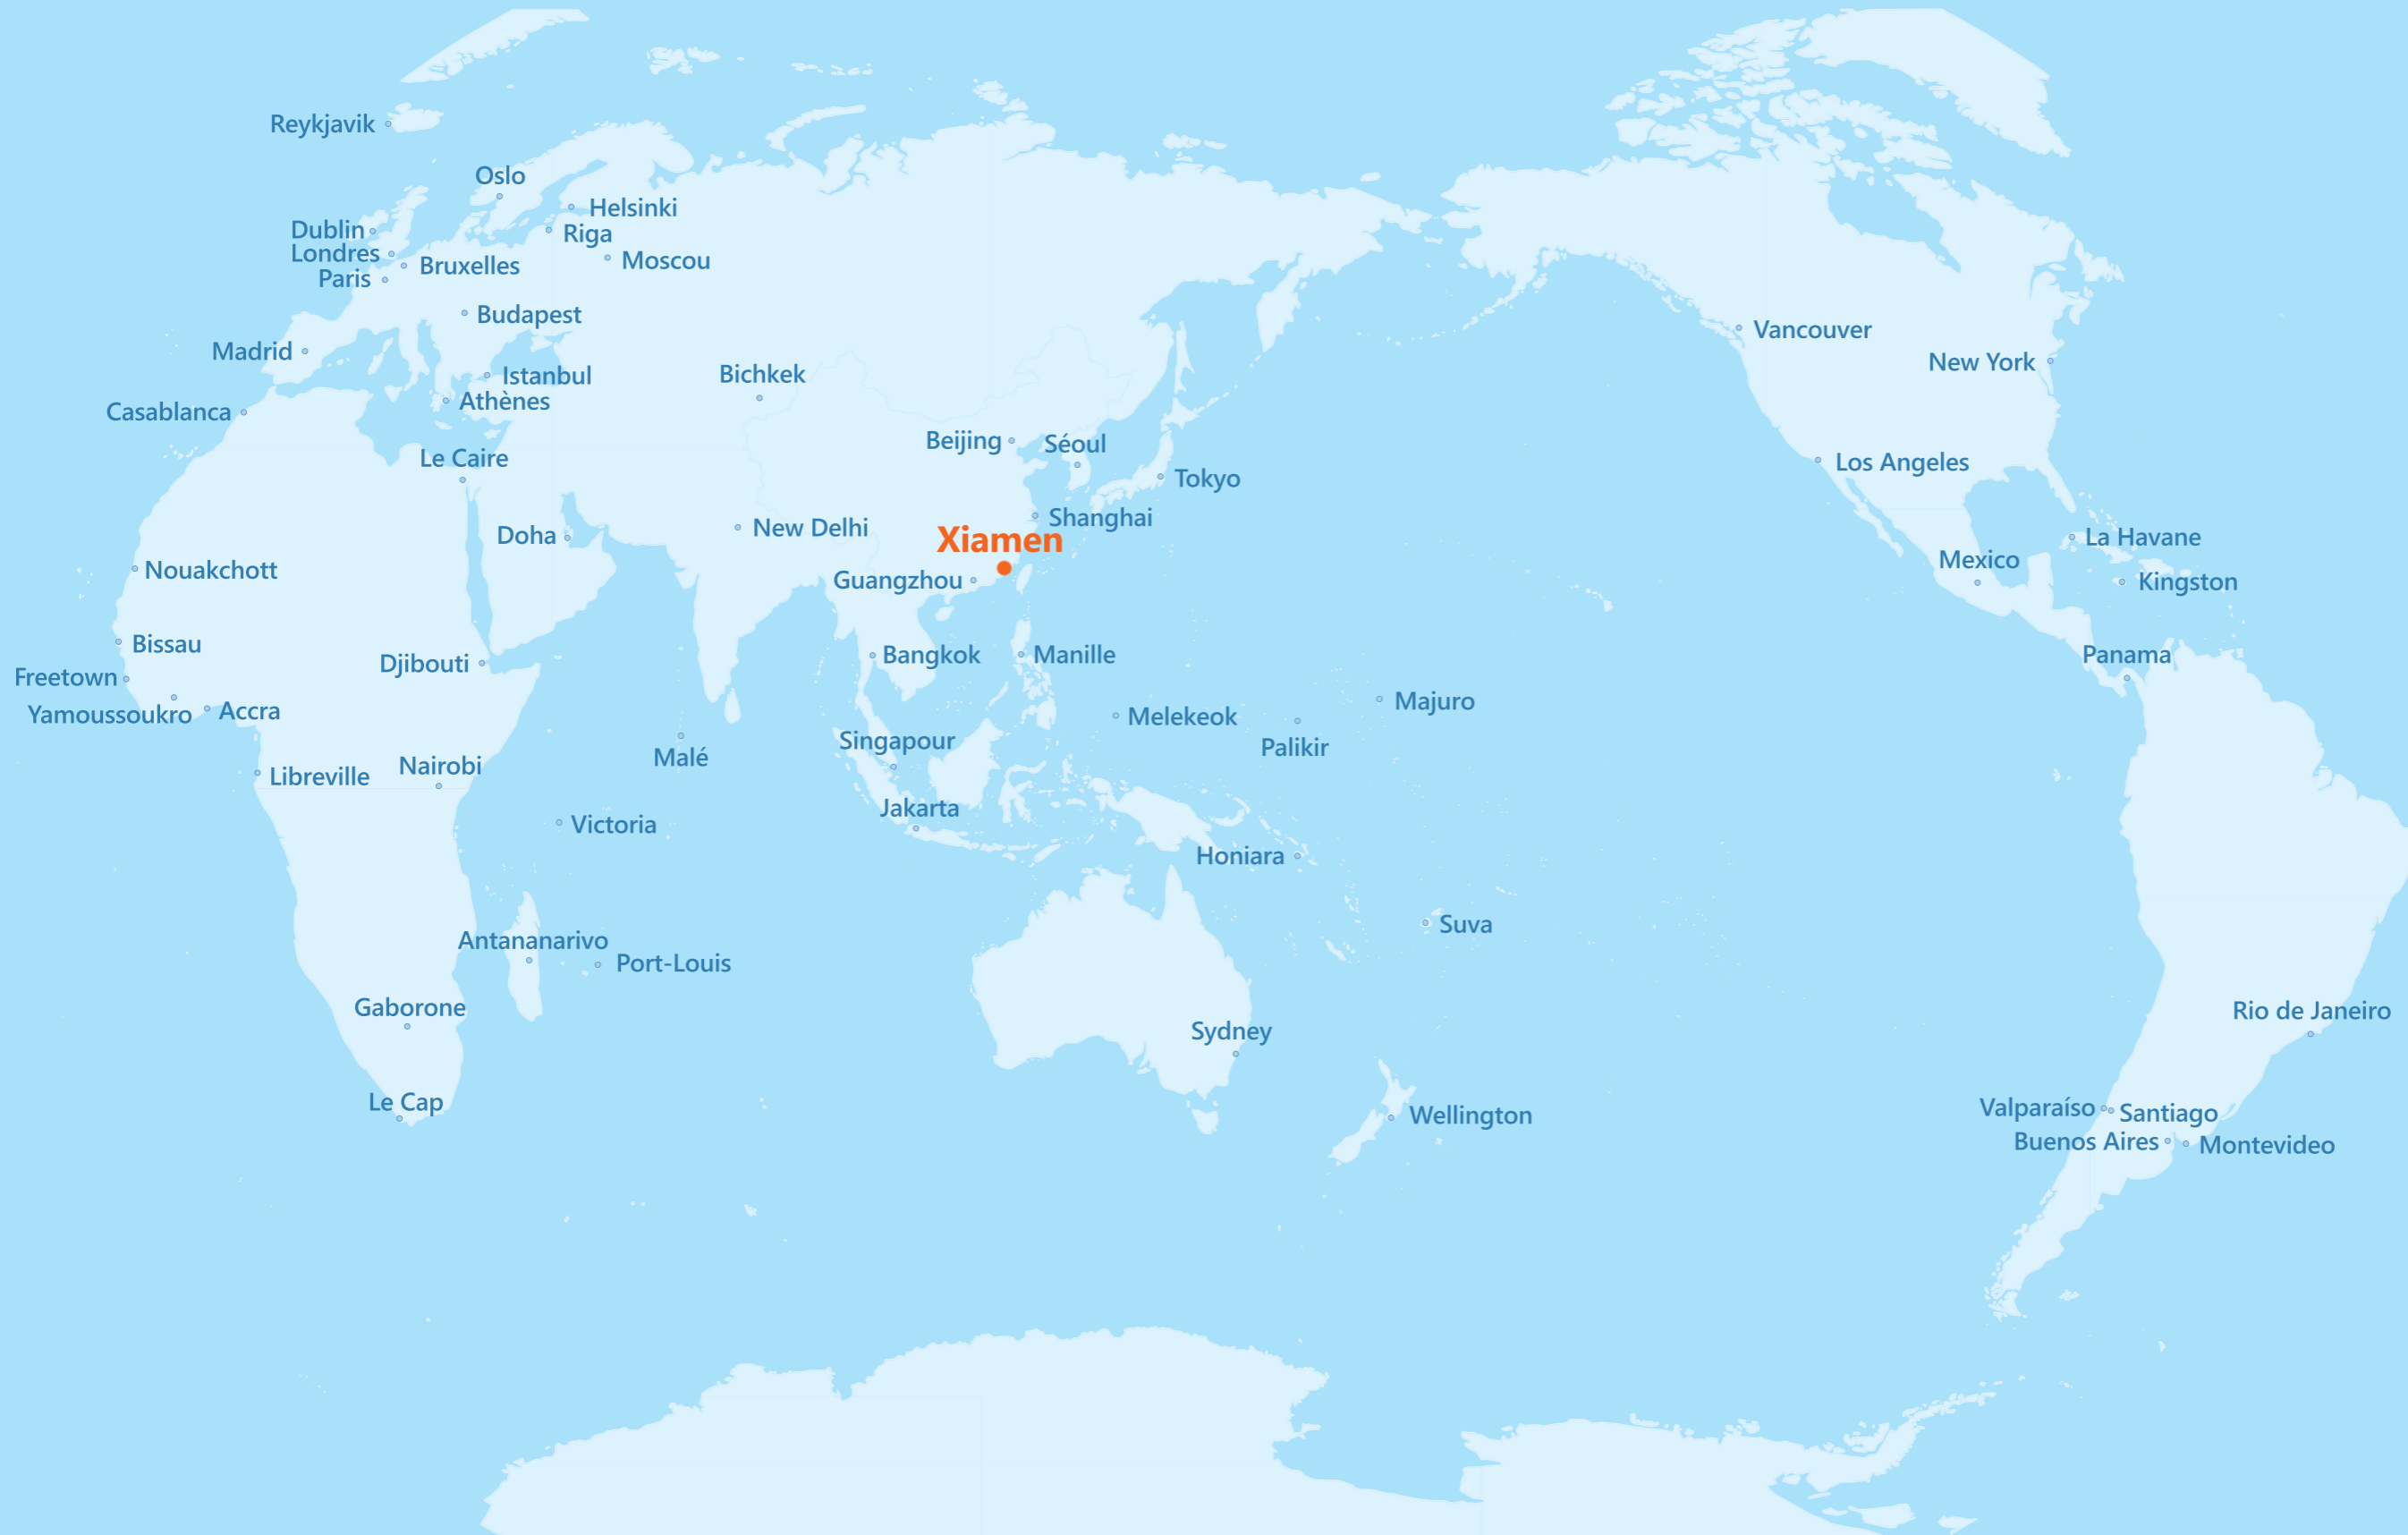 Reykjavik
Oslo
Helsinki
Dublin
Riga
Londres
Moscou
Bruxelles
Paris
Budapest
Vancouver
Madrid
New York
Istanbul
Bichkek
Athènes
Casablanca
Beijing
Séoul
Le Caire
Los Angeles
Tokyo
Shanghai
New Delhi
Doha
La Havane
Xiamen
Mexico
Nouakchott
Guangzhou
Kingston
Bissau
Bangkok
Manille
Panama
Djibouti
Freetown
Majuro
Accra
Yamoussoukro
Melekeok
Singapour
Palikir
Malé
Nairobi
Libreville
Jakarta
Victoria
Honiara
Suva
Antananarivo
Port-Louis
Gaborone
Rio de Janeiro
Sydney
Le Cap
Valparaíso
Santiago
Wellington
Buenos Aires
Montevideo